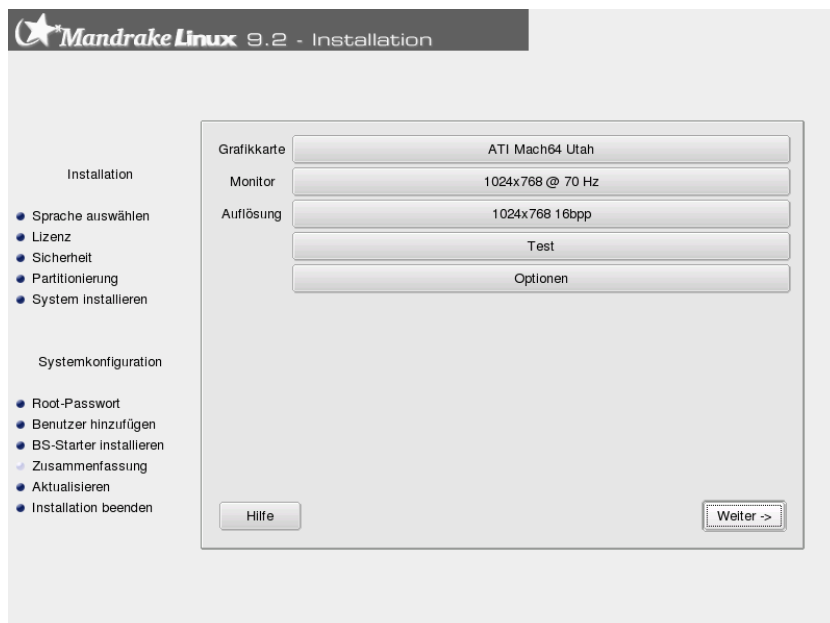 Mandrake Linux 9.2 - Installation
Installation
Sprache auswählen
Lizenz
Sicherheit
Partitionierung
System installieren
Systemkonfiguration
Root-Passwort
Benutzer hinzufügen
BS-Starter installieren
Zusammenfassung
Aktualisieren
Installation beenden
Grafikkarte ATI Mach64 Utah
Monitor 1024x768 @ 70 Hz
Auflösung 1024x768 16bpp
Test
Optionen
Hilfe Weiter ->